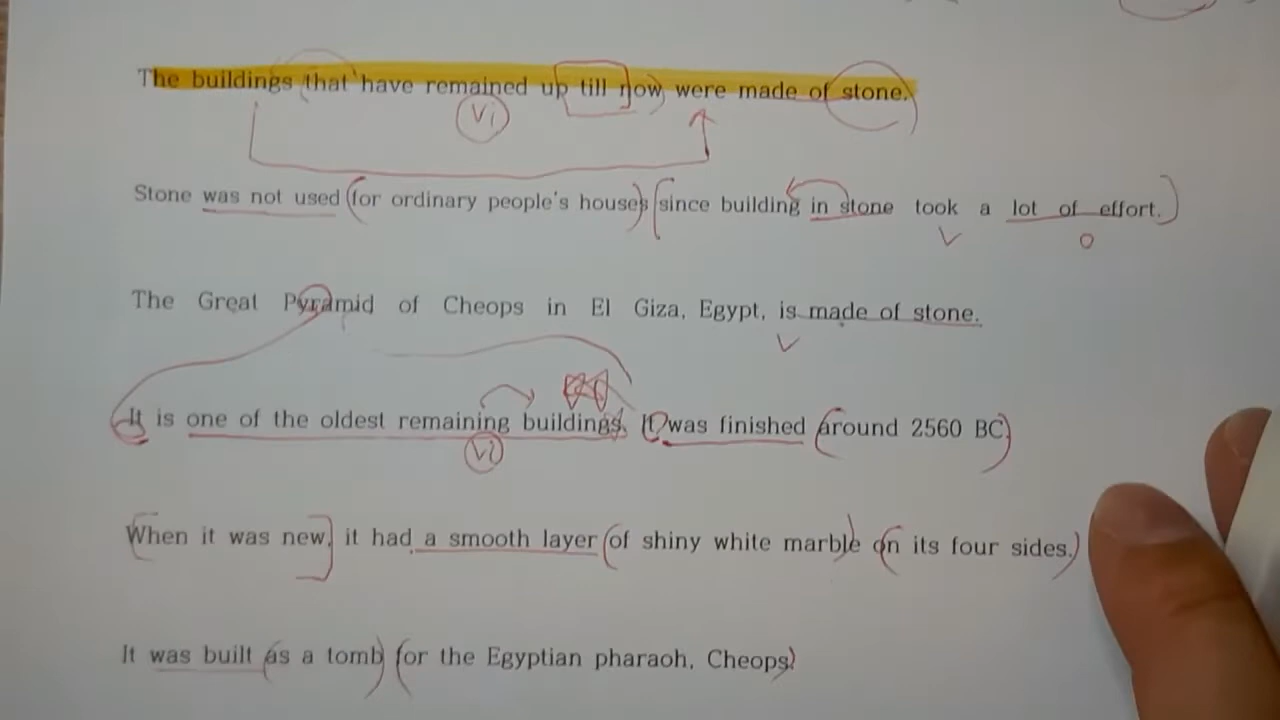 The buildings that have remained up till now were made of stone.
Vi
Stone was not used for ordinary people's houses since building in stone took a lot of effort.
V O
The Great Pyramid of Cheops in El Giza, Egypt, is made of stone.
V
It is one of the oldest remaining buildings. It was finished around 2560 BC.
Vi
When it was new, it had a smooth layer of shiny white marble on its four sides.
It was built as a tomb for the Egyptian pharaoh, Cheops.